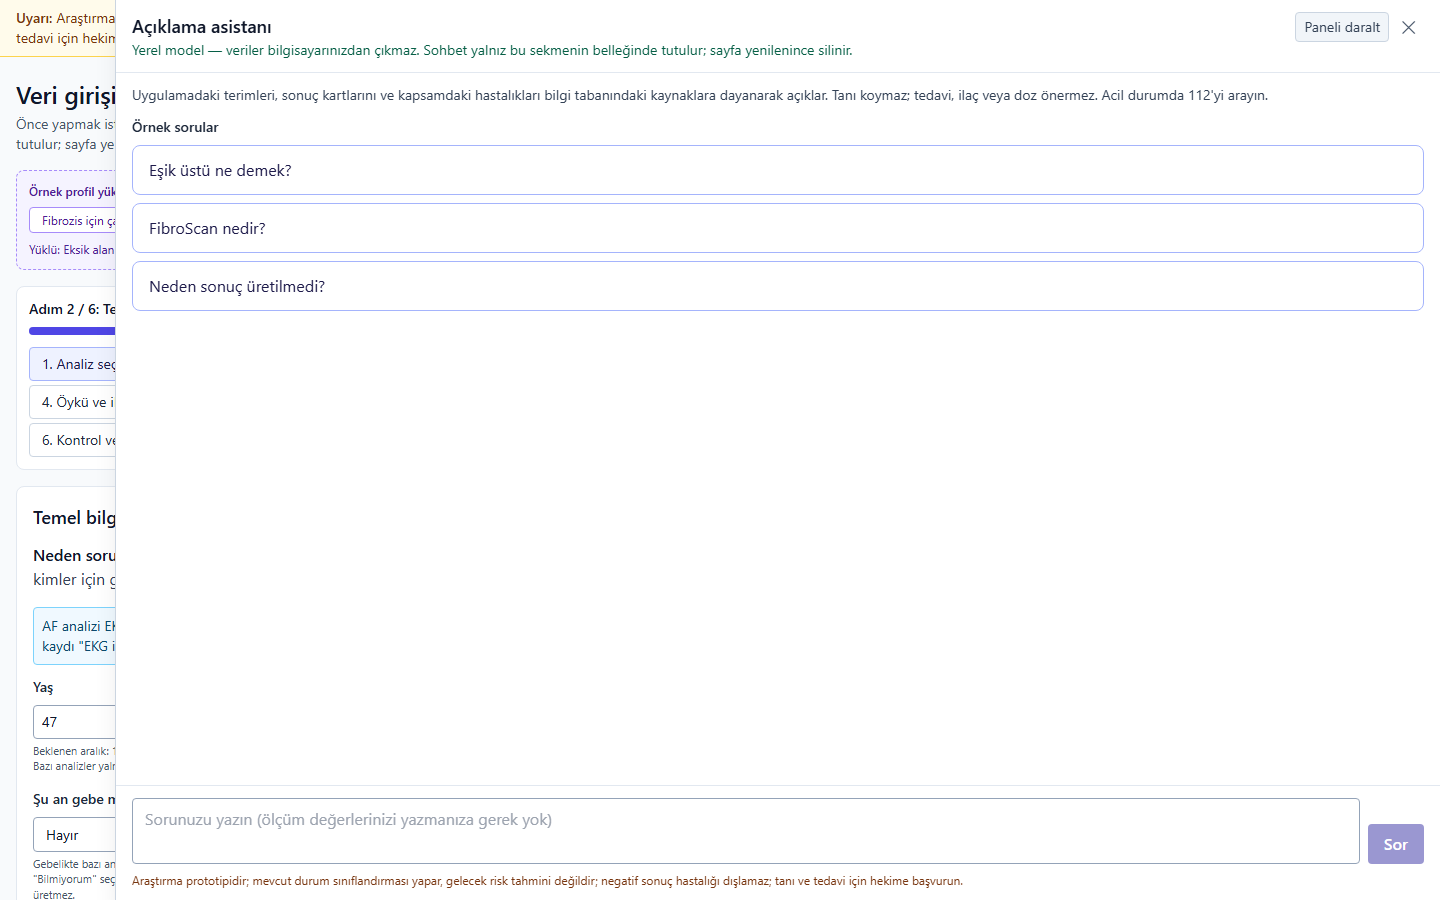 Uyarı: Araştırma
tedavi için hekim
Veri girişi
Önce yapmak is
tutulur; sayfa ye
Örnek profil yük
Fibrozis için ça
Yüklü: Eksik alan
Adım 2 / 6: Te
1. Analiz seç
4. Öykü ve i
6. Kontrol ve
Temel bilg
Neden soru
kimler için g
AF analizi EK
kaydı "EKG i
Yaş
47
Beklenen aralık: 1
Bazı analizler yaln
Şu an gebe m
Hayır
Gebelikte bazı an
"Bilmiyorum" seç
üretmez.
Açıklama asistanı
Yerel model — veriler bilgisayarınızdan çıkmaz. Sohbet yalnız bu sekmenin belleğinde tutulur; sayfa yenilenince silinir.
Paneli daralt
Uygulamadaki terimleri, sonuç kartlarını ve kapsamdaki hastalıkları bilgi tabanındaki kaynaklara dayanarak açıklar. Tanı koymaz; tedavi, ilaç veya doz önermez. Acil durumda 112'yi arayın.
Örnek sorular
Eşik üstü ne demek?
FibroScan nedir?
Neden sonuç üretilmedi?
Sorunuzu yazın (ölçüm değerlerinizi yazmanıza gerek yok)
Sor
Araştırma prototipidir; mevcut durum sınıflandırması yapar, gelecek risk tahmini değildir; negatif sonuç hastalığı dışlamaz; tanı ve tedavi için hekime başvurun.